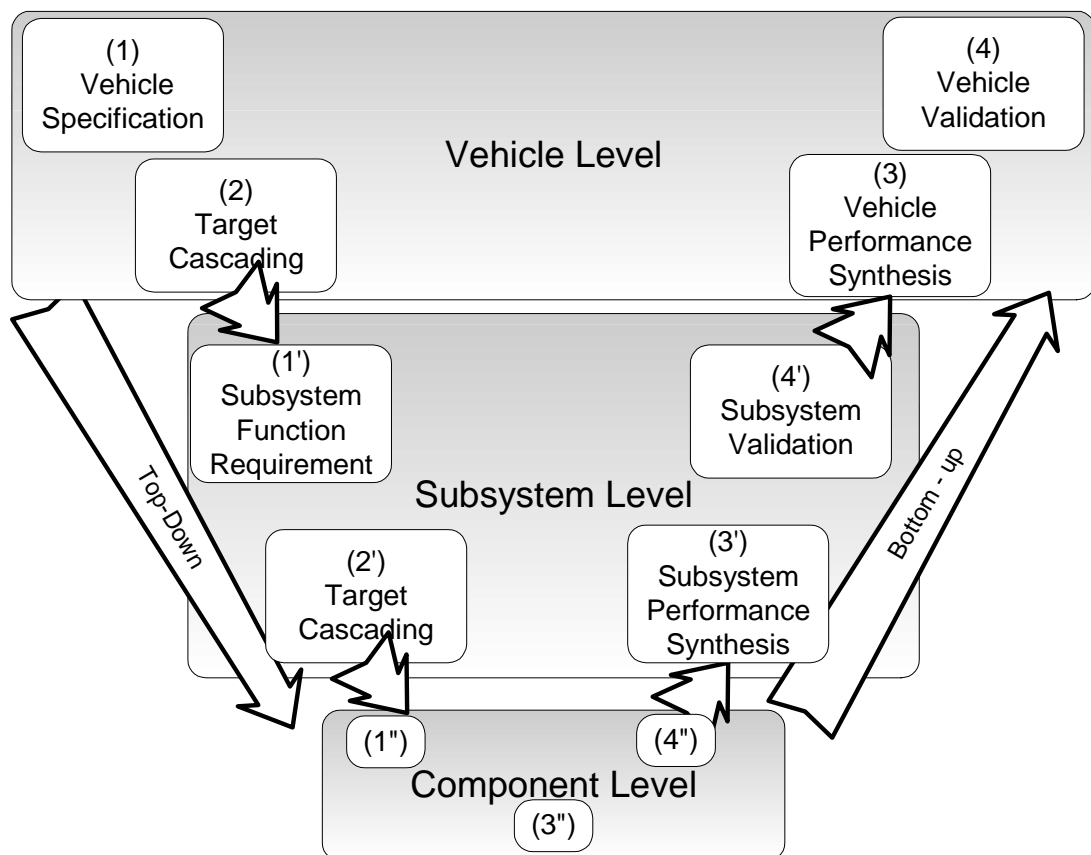 (1)
Vehicle
Specification
(4)
Vehicle
Validation
Vehicle Level
(2)
Target
Cascading
(3)
Vehicle
Performance
Synthesis
(1')
Subsystem
Function
Requirement
(4')
Subsystem
Validation
Top-Down
Subsystem Level
Bottom - up
(2')
Target
Cascading
(3')
Subsystem
Performance
Synthesis
(1")
(4")
Component Level
(3")